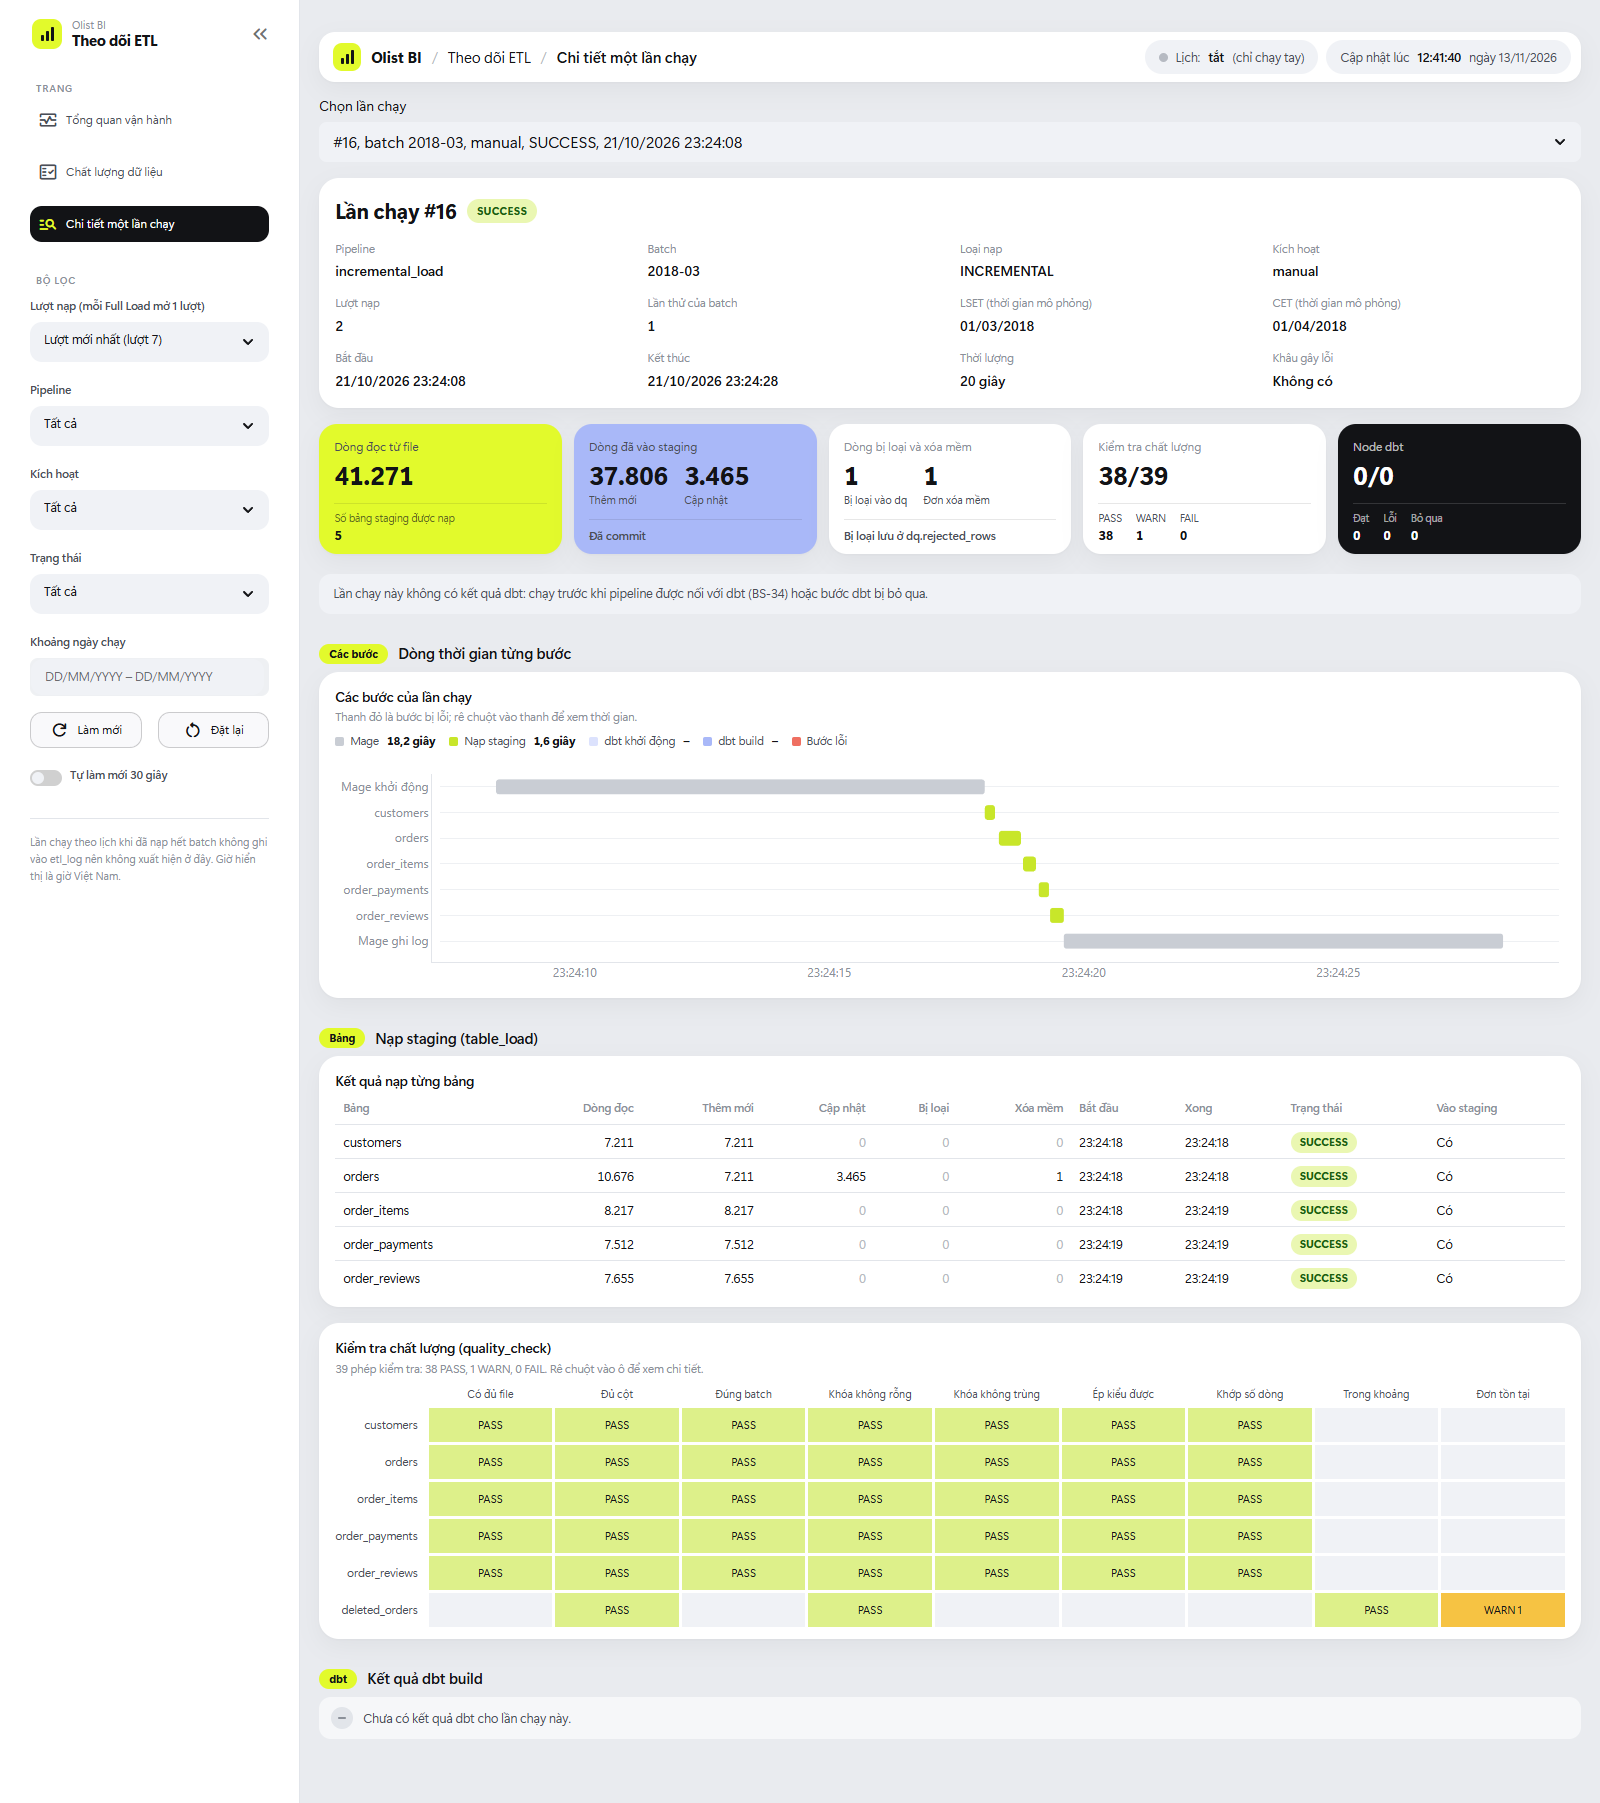 Olist BI
Theo dõi ETL
TRANG
Tổng quan vận hành
Chất lượng dữ liệu
Chi tiết một lần chạy
BỘ LỌC
Lượt nạp (mỗi Full Load mở 1 lượt)
Lượt mới nhất (lượt 7)
Pipeline
Tất cả
Kích hoạt
Tất cả
Trạng thái
Tất cả
Khoảng ngày chạy
DD/MM/YYYY – DD/MM/YYYY
Làm mới
Đặt lại
Tự làm mới 30 giây
Lần chạy theo lịch khi đã nạp hết batch không ghi
vào etl_log nên không xuất hiện ở đây. Giờ hiển
thị là giờ Việt Nam.
Olist BI / Theo dõi ETL / Chi tiết một lần chạy
Lịch: tắt (chỉ chạy tay)
Cập nhật lúc 12:41:40 ngày 13/11/2026
Chọn lần chạy
#16, batch 2018-03, manual, SUCCESS, 21/10/2026 23:24:08
Lần chạy #16 SUCCESS
Pipeline Batch Loại nạp Kích hoạt
incremental_load 2018-03 INCREMENTAL manual
Lượt nạp Lần thử của batch LSET (thời gian mô phỏng) CET (thời gian mô phỏng)
2 1 01/03/2018 01/04/2018
Bắt đầu Kết thúc Thời lượng Khâu gây lỗi
21/10/2026 23:24:08 21/10/2026 23:24:28 20 giây Không có
Dòng đọc từ file
41.271
Số bảng staging được nạp
5
Dòng đã vào staging
37.806 3.465
Thêm mới Cập nhật
Đã commit
Dòng bị loại và xóa mềm
1 1
Bị loại vào dq Đơn xóa mềm
Bị loại lưu ở dq.rejected_rows
Kiểm tra chất lượng
38/39
PASS WARN FAIL
38 1 0
Node dbt
0/0
Đạt Lỗi Bỏ qua
0 0 0
Lần chạy này không có kết quả dbt: chạy trước khi pipeline được nối với dbt (BS-34) hoặc bước dbt bị bỏ qua.
Các bước Dòng thời gian từng bước
Các bước của lần chạy
Thanh đỏ là bước bị lỗi; rê chuột vào thanh để xem thời gian.
Mage 18,2 giây Nạp staging 1,6 giây dbt khởi động – dbt build – Bước lỗi
Mage khởi động
customers
orders
order_items
order_payments
order_reviews
Mage ghi log
23:24:10 23:24:15 23:24:20 23:24:25
Bảng Nạp staging (table_load)
Kết quả nạp từng bảng
Bảng Dòng đọc Thêm mới Cập nhật Bị loại Xóa mềm Bắt đầu Xong Trạng thái Vào staging
customers 7.211 7.211 0 0 0 23:24:18 23:24:18 SUCCESS Có
orders 10.676 7.211 3.465 0 1 23:24:18 23:24:18 SUCCESS Có
order_items 8.217 8.217 0 0 0 23:24:18 23:24:19 SUCCESS Có
order_payments 7.512 7.512 0 0 0 23:24:19 23:24:19 SUCCESS Có
order_reviews 7.655 7.655 0 0 0 23:24:19 23:24:19 SUCCESS Có
Kiểm tra chất lượng (quality_check)
39 phép kiểm tra: 38 PASS, 1 WARN, 0 FAIL. Rê chuột vào ô để xem chi tiết.
Có đủ file Đủ cột Đúng batch Khóa không rỗng Khóa không trùng Ép kiểu được Khớp số dòng Trong khoảng Đơn tồn tại
customers PASS PASS PASS PASS PASS PASS PASS
orders PASS PASS PASS PASS PASS PASS PASS
order_items PASS PASS PASS PASS PASS PASS PASS
order_payments PASS PASS PASS PASS PASS PASS PASS
order_reviews PASS PASS PASS PASS PASS PASS PASS
deleted_orders PASS PASS PASS WARN 1
dbt Kết quả dbt build
Chưa có kết quả dbt cho lần chạy này.